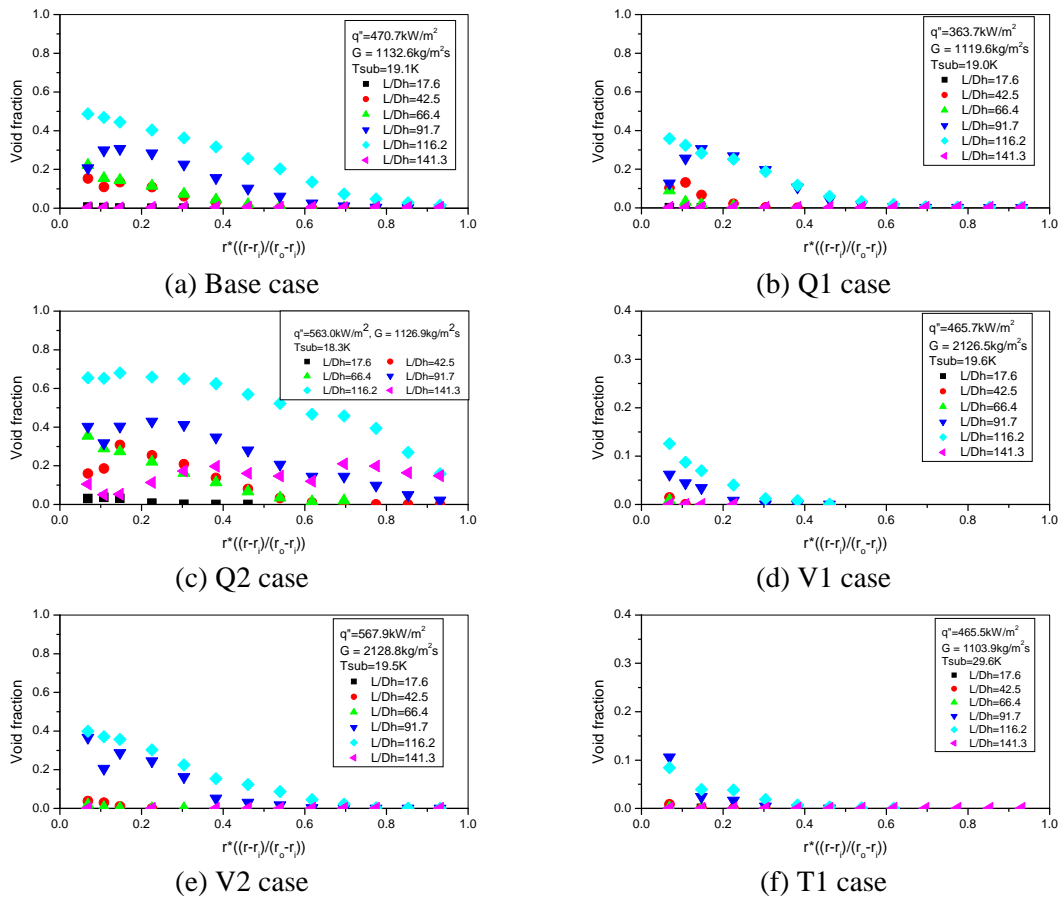 1.0
0.8
0.6
0.4
0.2
0.0
Void fraction
q"=470.7kW/m²
G = 1132.6kg/m²s
Tsub=19.1K
L/Dh=17.6
L/Dh=42.5
L/Dh=66.4
L/Dh=91.7
L/Dh=116.2
L/Dh=141.3
0.0 0.2 0.4 0.6 0.8 1.0
r*((r-rᵢ)/(rₒ-rᵢ))
(a) Base case
1.0
0.8
0.6
0.4
0.2
0.0
Void fraction
q"=363.7kW/m²
G = 1119.6kg/m²s
Tsub=19.0K
L/Dh=17.6
L/Dh=42.5
L/Dh=66.4
L/Dh=91.7
L/Dh=116.2
L/Dh=141.3
0.0 0.2 0.4 0.6 0.8 1.0
r*((r-rᵢ)/(rₒ-rᵢ))
(b) Q1 case
1.0
0.8
0.6
0.4
0.2
0.0
Void fraction
q"=563.0kW/m², G = 1126.9kg/m²s
Tsub=18.3K
L/Dh=17.6 L/Dh=42.5
L/Dh=66.4 L/Dh=91.7
L/Dh=116.2 L/Dh=141.3
0.0 0.2 0.4 0.6 0.8 1.0
r*((r-rᵢ)/(rₒ-rᵢ))
(c) Q2 case
0.4
0.3
0.2
0.1
0.0
Void fraction
q"=465.7kW/m²
G = 2126.5kg/m²s
Tsub=19.6K
L/Dh=17.6
L/Dh=42.5
L/Dh=66.4
L/Dh=91.7
L/Dh=116.2
L/Dh=141.3
0.0 0.2 0.4 0.6 0.8 1.0
r*((r-rᵢ)/(rₒ-rᵢ))
(d) V1 case
1.0
0.8
0.6
0.4
0.2
0.0
Void fraction
q"=567.9kW/m²
G = 2128.8kg/m²s
Tsub=19.5K
L/Dh=17.6
L/Dh=42.5
L/Dh=66.4
L/Dh=91.7
L/Dh=116.2
L/Dh=141.3
0.0 0.2 0.4 0.6 0.8 1.0
r*((r-rᵢ)/(rₒ-rᵢ))
(e) V2 case
0.4
0.3
0.2
0.1
0.0
Void fraction
q"=465.5kW/m²
G = 1103.9kg/m²s
Tsub=29.6K
L/Dh=17.6
L/Dh=42.5
L/Dh=66.4
L/Dh=91.7
L/Dh=116.2
L/Dh=141.3
0.0 0.2 0.4 0.6 0.8 1.0
r*((r-rᵢ)/(rₒ-rᵢ))
(f) T1 case